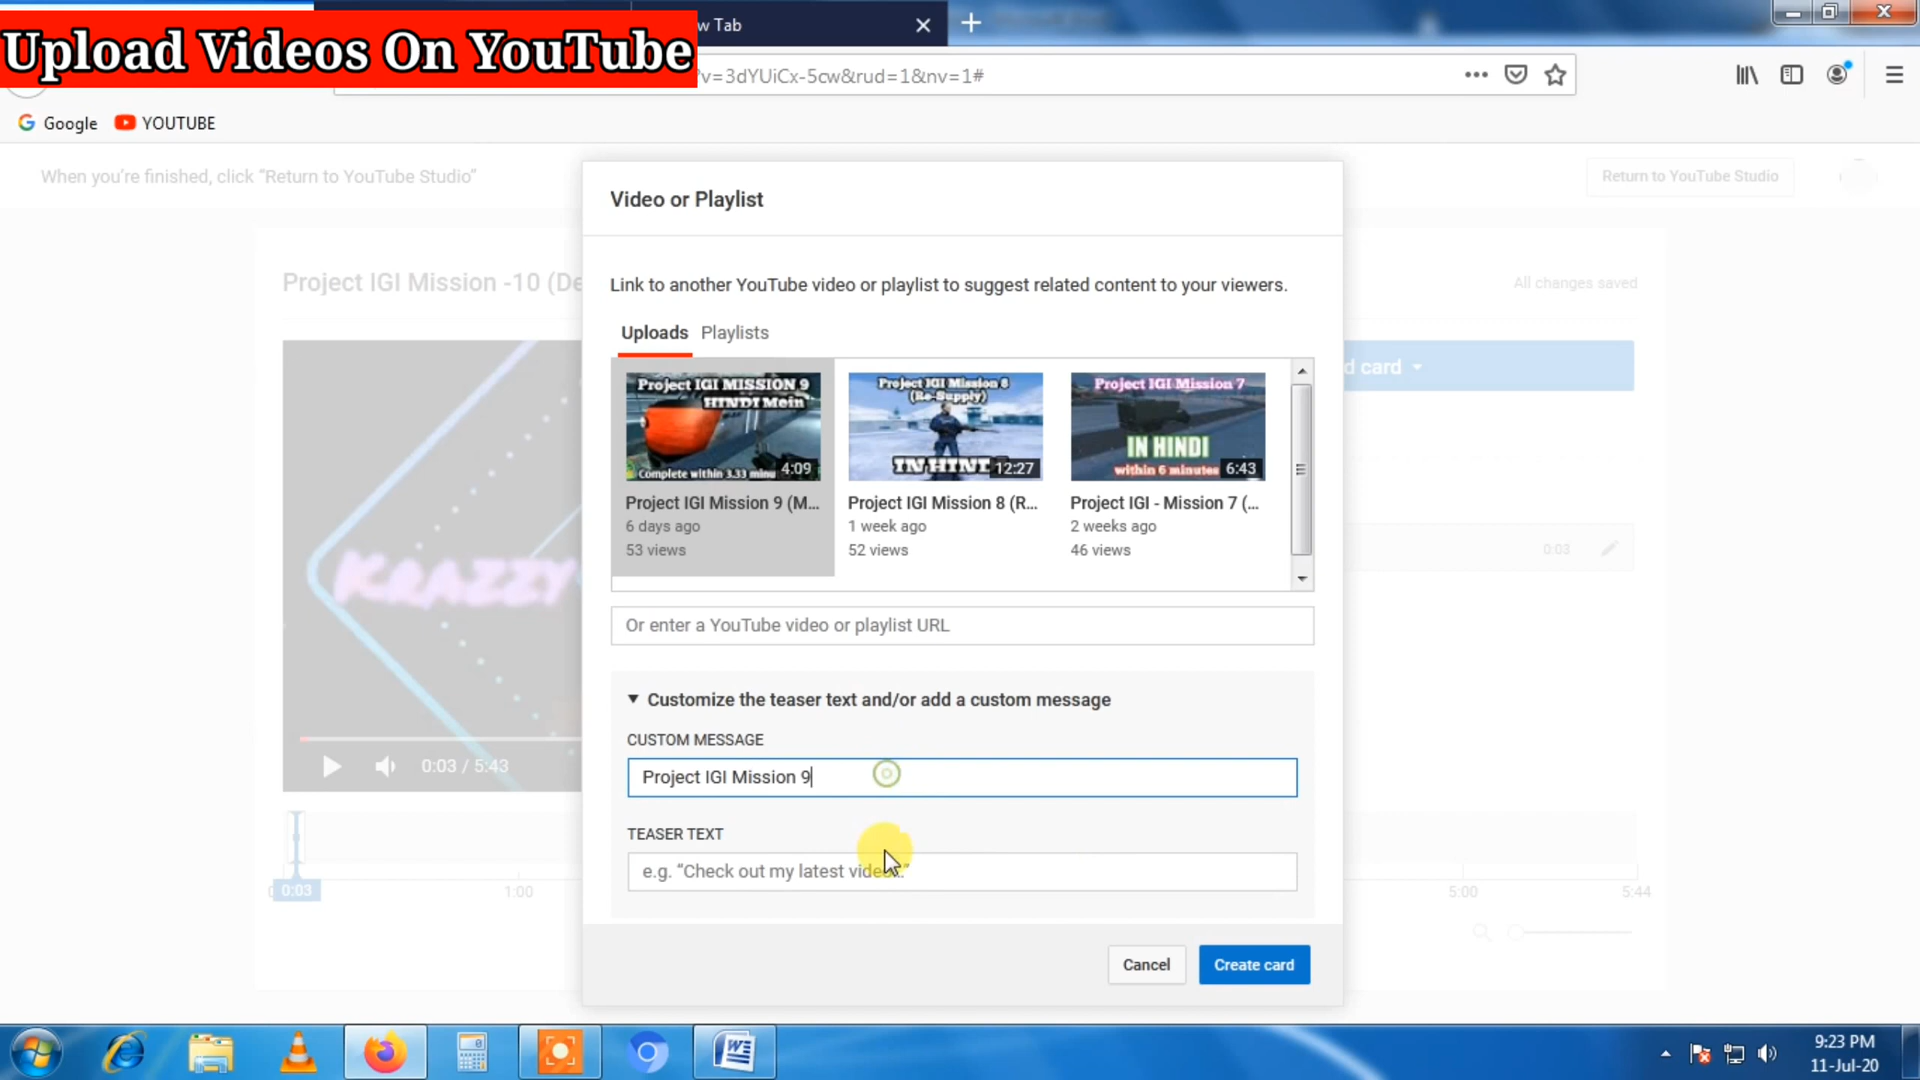 Upload Videos On YouTube
w Tab
?v=3dYUiCx-5cw&rud=1&nv=1#
Google
YOUTUBE
When you're finished, click “Return to YouTube Studio”
Return to YouTube Studio
Video or Playlist
Project IGI Mission -10 (De
All changes saved
Link to another YouTube video or playlist to suggest related content to your viewers.
Uploads
Playlists
d card
Project IGI MISSION 9
HINDI Mein
Complete within 3.33 minu
4:09
Project IGI Mission 8
(Re-Supply)
12:27
Project IGI Mission 7
IN HINDI
within 6 minutes
6:43
Project IGI Mission 9 (M...
6 days ago
53 views
Project IGI Mission 8 (R...
1 week ago
52 views
Project IGI - Mission 7 (...
2 weeks ago
46 views
0:03
KRAZZY
Or enter a YouTube video or playlist URL
Customize the teaser text and/or add a custom message
CUSTOM MESSAGE
Project IGI Mission 9
0:03 / 5:43
TEASER TEXT
e.g. “Check out my latest
0:03
1:00
5:00
5:44
Cancel
Create card
9:23 PM
11-Jul-20